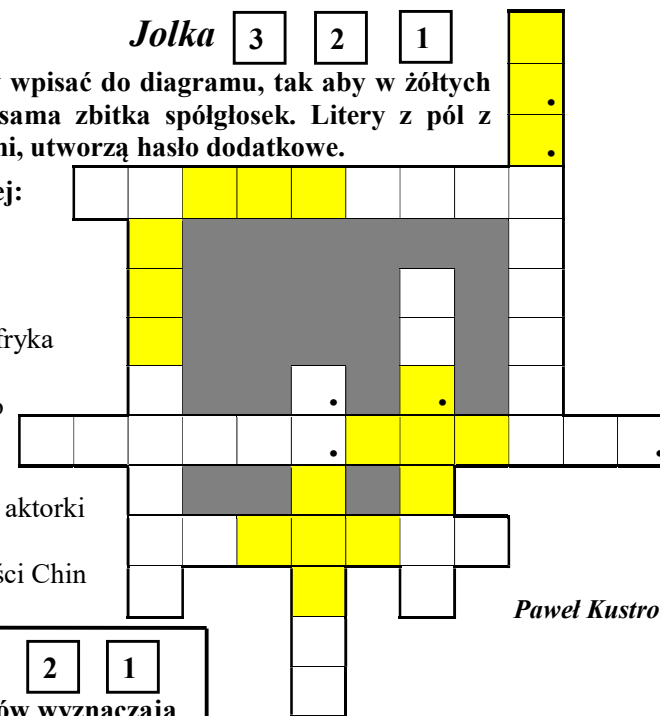 Jolka 3 2 1
wpisać do diagramu, tak aby w żółtych
sama zbitka spółgłosek. Litery z pól z
ni, utworzą hasło dodatkowe.
ej:
fryka
o
aktorki
ści Chin
Paweł Kustro
2 1
ów wyznaczają